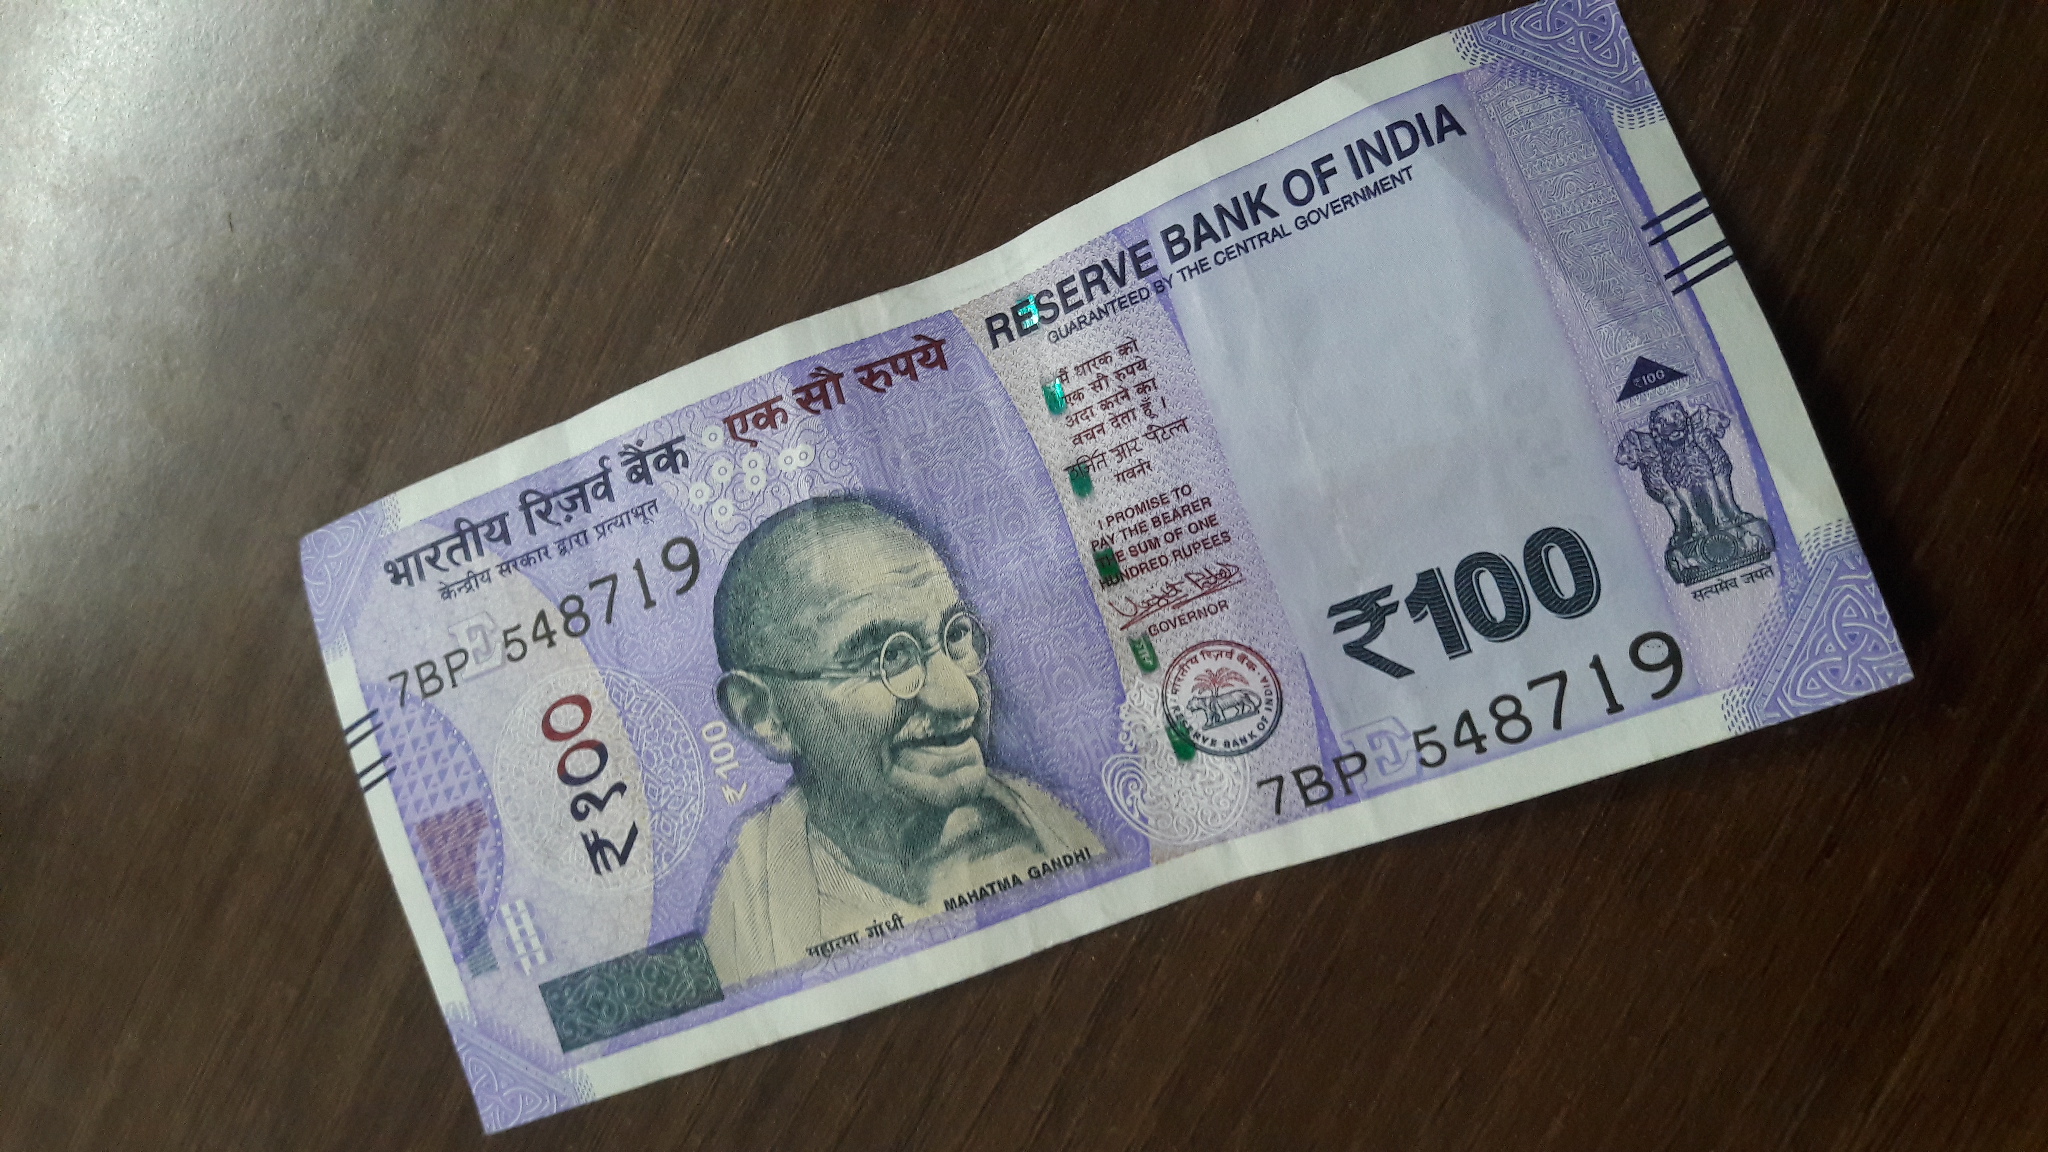 भारतीय रिज़र्व बैंक
केन्द्रीय सरकार द्वारा प्रत्याभूत
एक सौ रुपये
7BP 548719
₹१००
₹100
महात्मा गांधी
MAHATMA GANDHI
RESERVE BANK OF INDIA
GUARANTEED BY THE CENTRAL GOVERNMENT
मैं धारक को
एक सौ रुपये
अदा करने का
वचन देता हूँ।
I PROMISE TO
PAY THE BEARER
THE SUM OF ONE
HUNDRED RUPEES
GOVERNOR
भारतीय रिज़र्व बैंक
RESERVE BANK OF INDIA
₹100
7BP 548719
₹100
सत्यमेव जयते